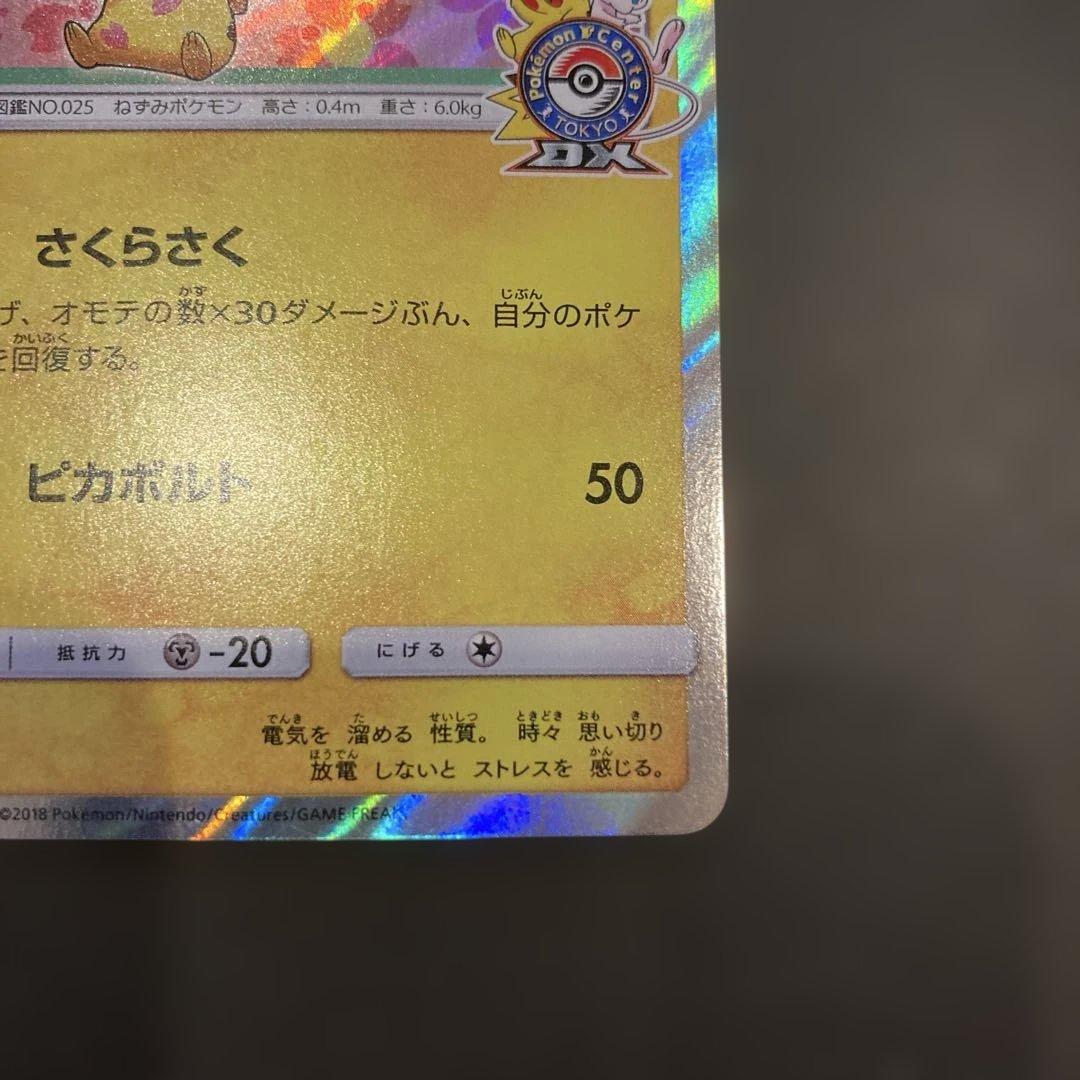 Pokémon Center
TOKYO
DX
図鑑NO.025 ねずみポケモン 高さ:0.4m 重さ:6.0kg
さくらさく
かず じぶん
げ、オモテの数×30ダメージぶん、自分のポケ
かいふく
を回復する。
ピカボルト 50
抵抗力 -20 にげる
でんき た せいしつ ときどき おも き
電気を 溜める 性質。 時々 思い切り
ほうでん かん
放電 しないと ストレスを 感じる。
©2018 Pokémon/Nintendo/Creatures/GAME FREAK